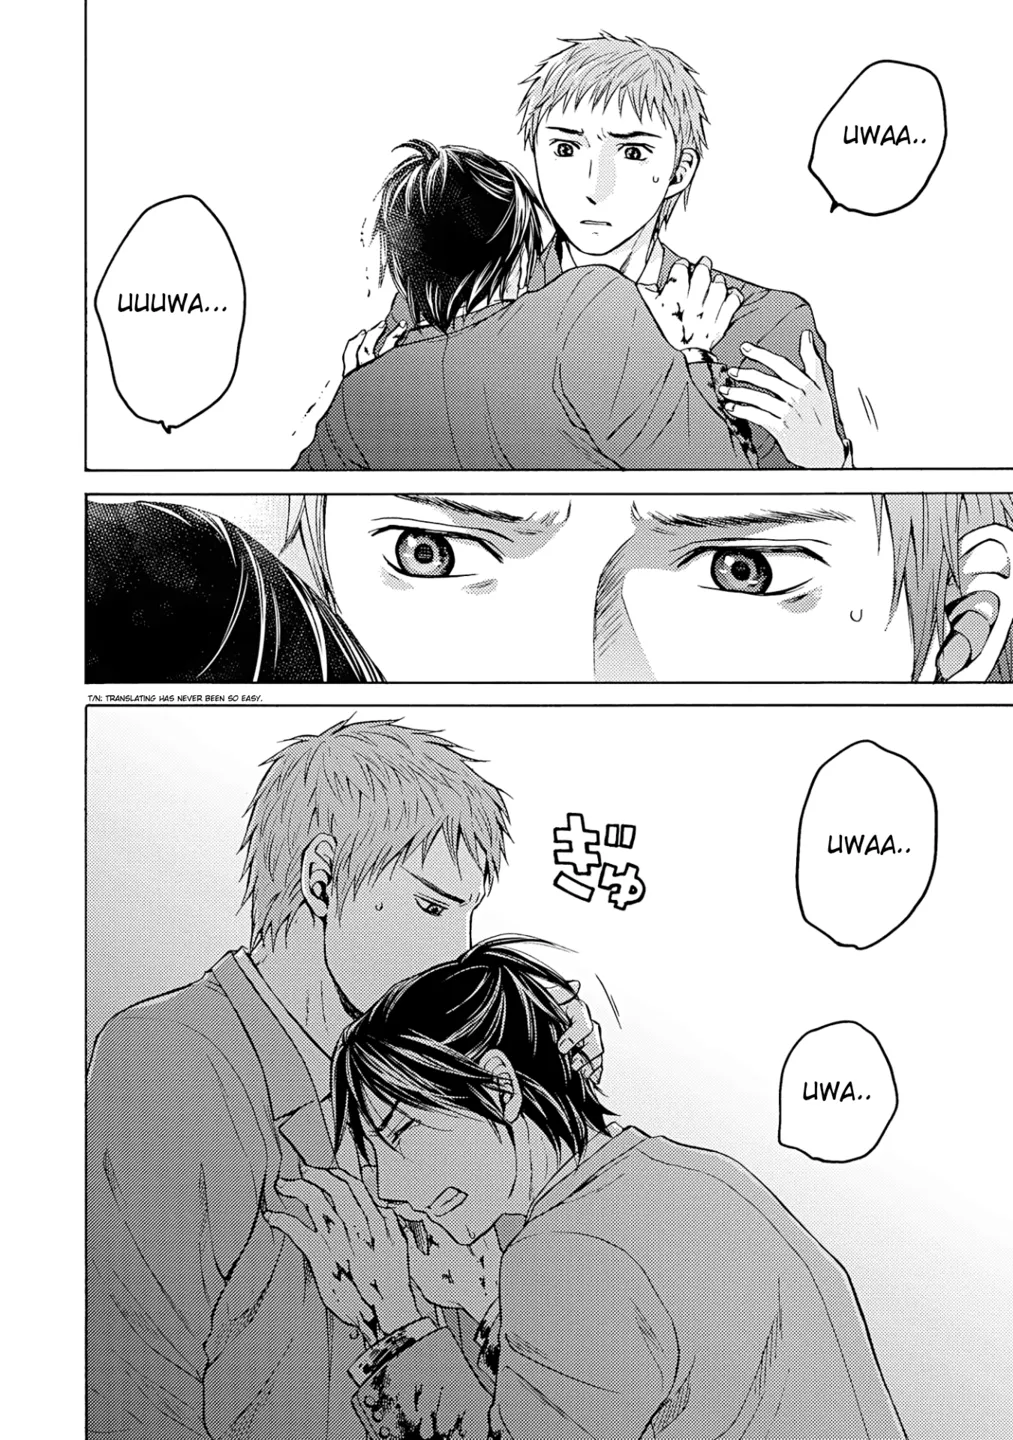 UWAA..
UUUWA...
T/N: TRANSLATING HAS NEVER BEEN SO EASY.
UWAA..
ぎゅ
UWA..